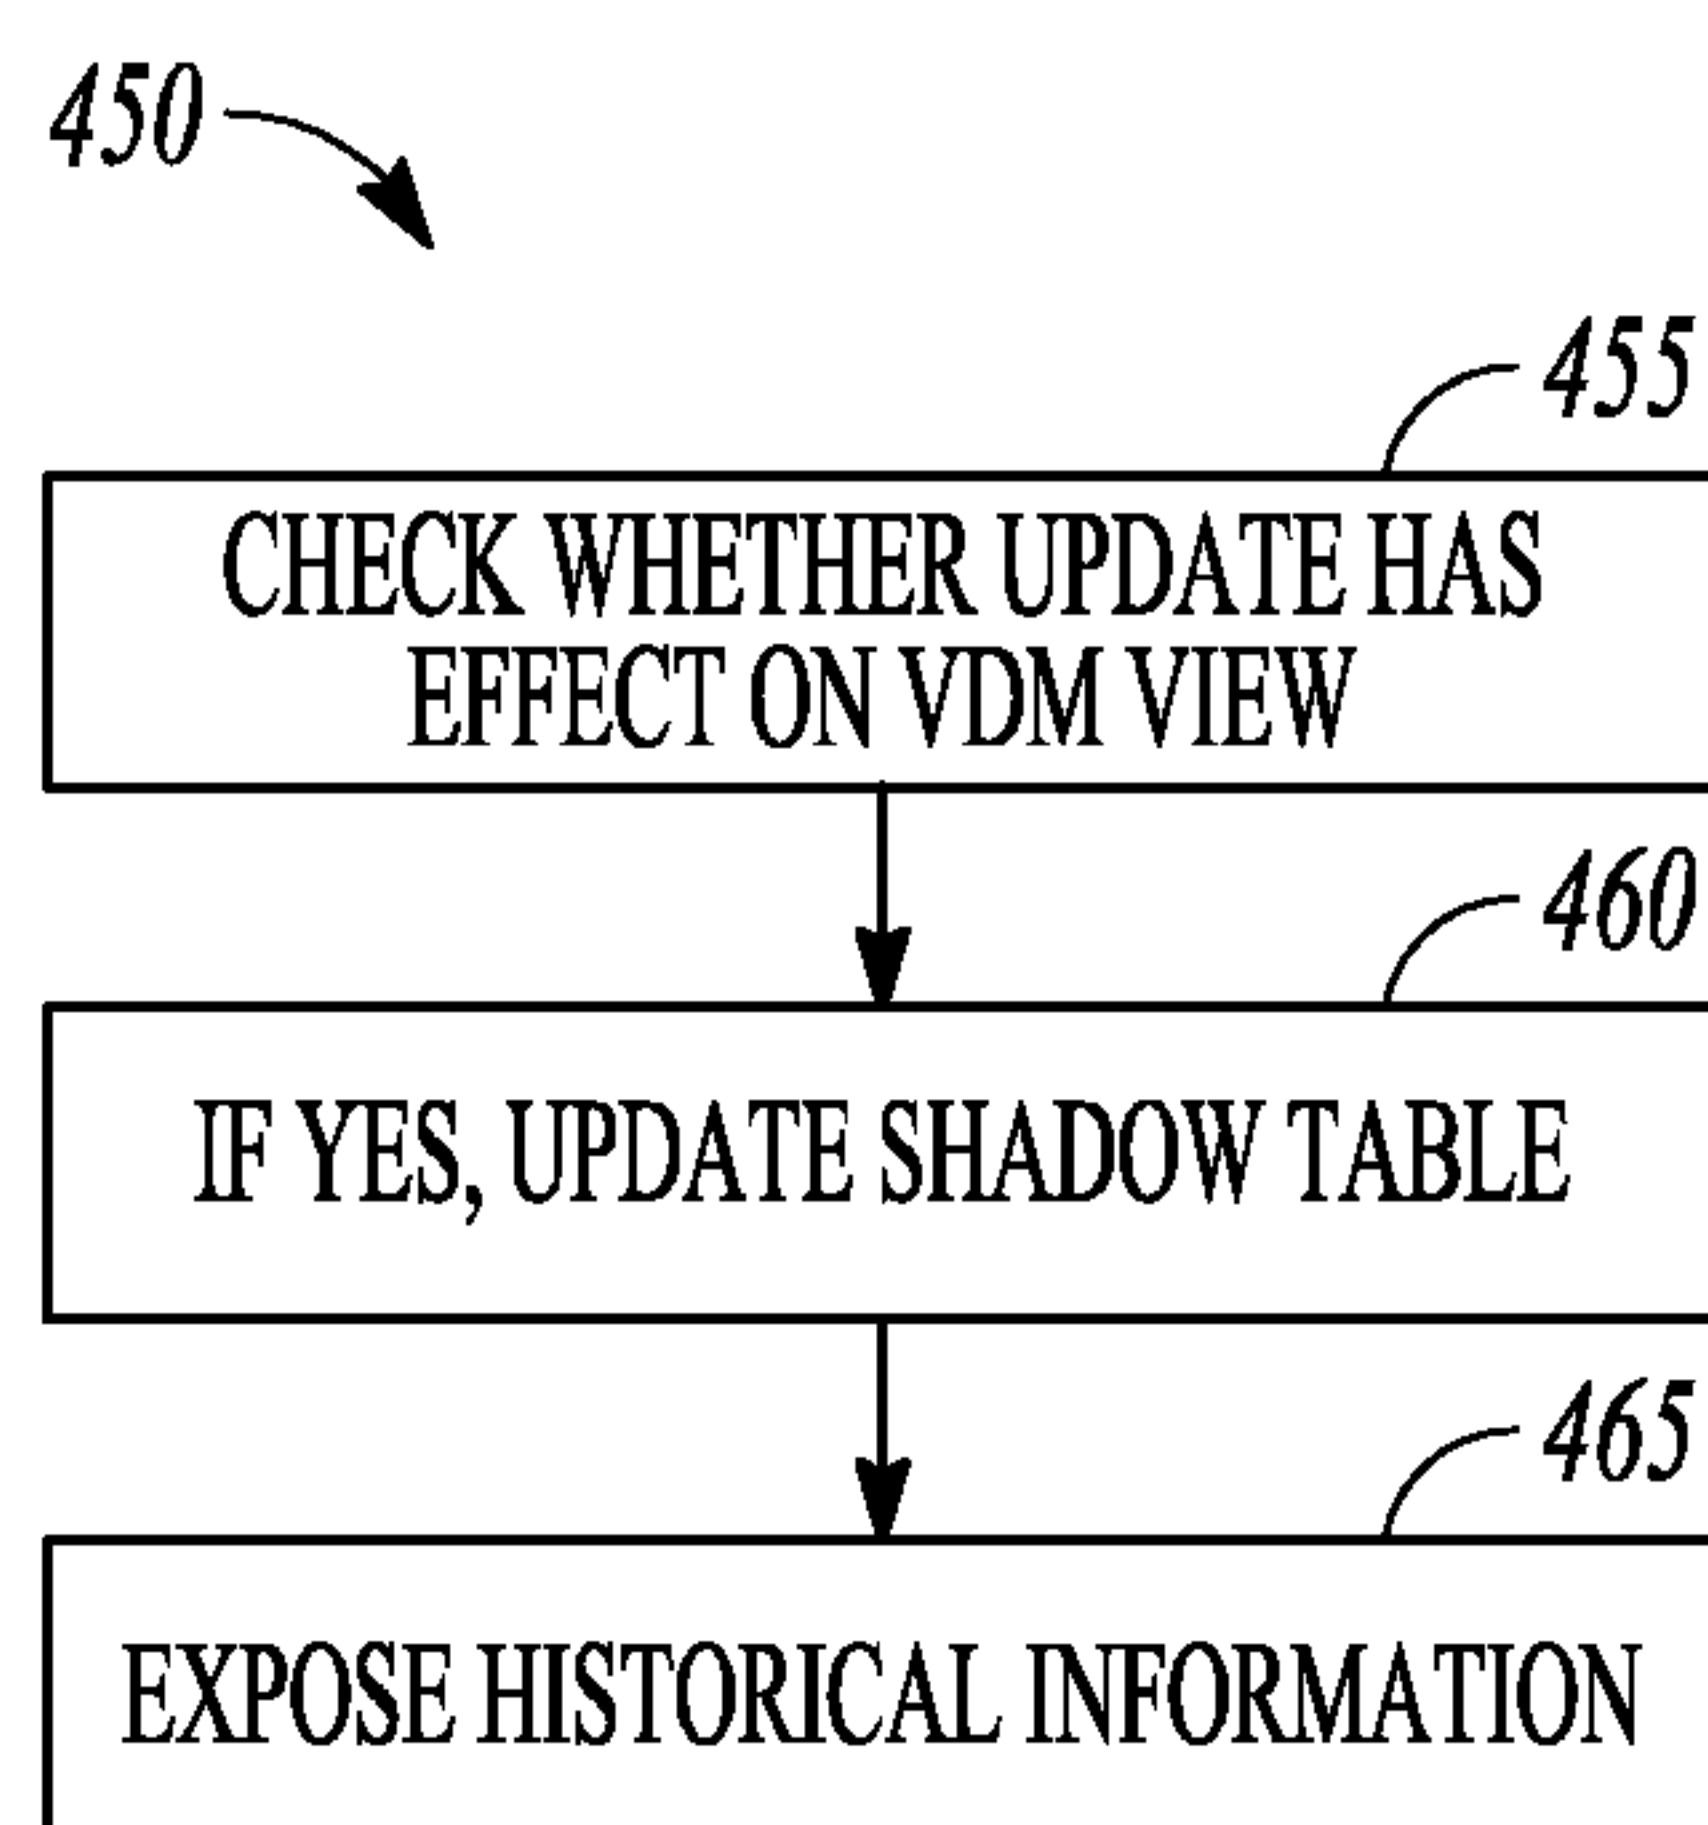 450
455
CHECK WHETHER UPDATE HAS
EFFECT ON VDM VIEW
460
IF YES, UPDATE SHADOW TABLE
465
EXPOSE HISTORICAL INFORMATION